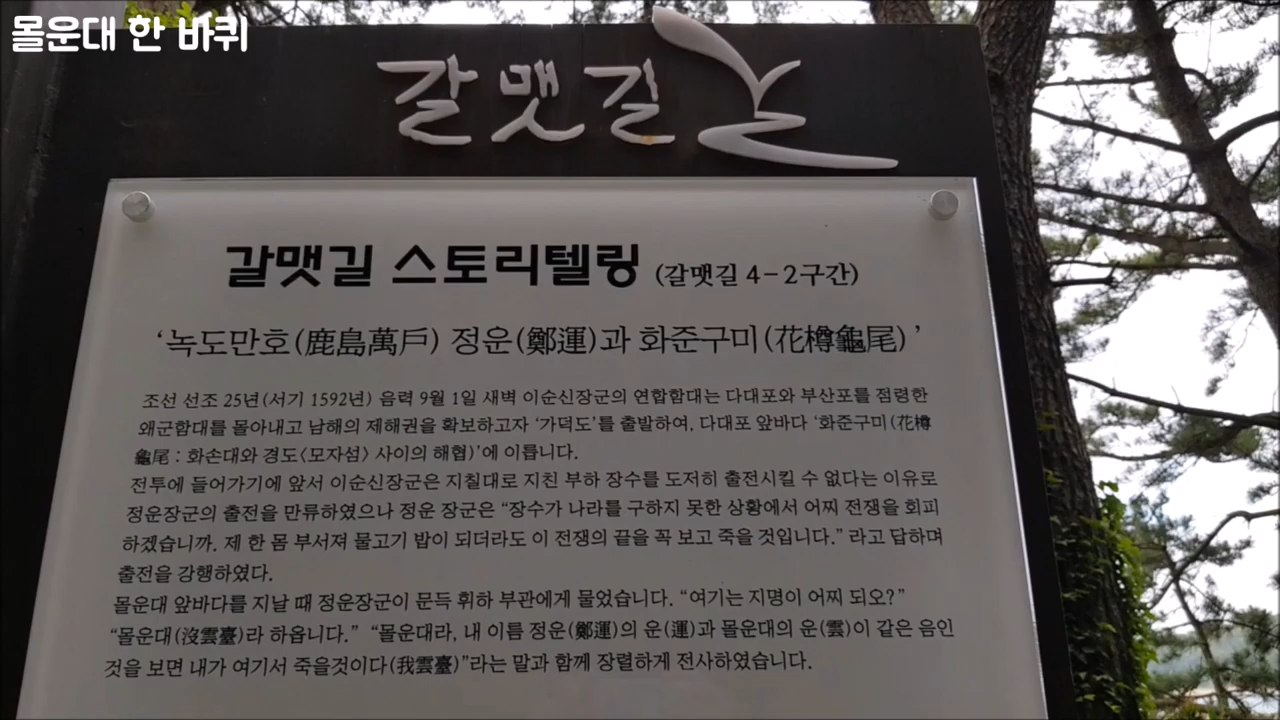 몰운대 한 바퀴
갈맷길
갈맷길 스토리텔링 (갈맷길 4-2구간)
‘녹도만호(鹿島萬戶) 정운(鄭運)과 화준구미(花樽龜尾)’
조선 선조 25년(서기 1592년) 음력 9월 1일 새벽 이순신장군의 연합함대는 다대포와 부산포를 점령한
왜군함대를 몰아내고 남해의 제해권을 확보하고자 ‘가덕도’를 출발하여, 다대포 앞바다 ‘화준구미(花樽
龜尾 : 화손대와 경도〈모자섬〉 사이의 해협)’에 이릅니다.
전투에 들어가기에 앞서 이순신장군은 지칠대로 지친 부하 장수를 도저히 출전시킬 수 없다는 이유로
정운장군의 출전을 만류하였으나 정운 장군은 “장수가 나라를 구하지 못한 상황에서 어찌 전쟁을 회피
하겠습니까. 제 한 몸 부서져 물고기 밥이 되더라도 이 전쟁의 끝을 꼭 보고 죽을 것입니다.” 라고 답하며
출전을 강행하였다.
몰운대 앞바다를 지날 때 정운장군이 문득 휘하 부관에게 물었습니다. “여기는 지명이 어찌 되오?”
“몰운대(沒雲臺)라 하옵니다.” “몰운대라, 내 이름 정운(鄭運)의 운(運)과 몰운대의 운(雲)이 같은 음인
것을 보면 내가 여기서 죽을것이다(我雲臺)”라는 말과 함께 장렬하게 전사하였습니다.